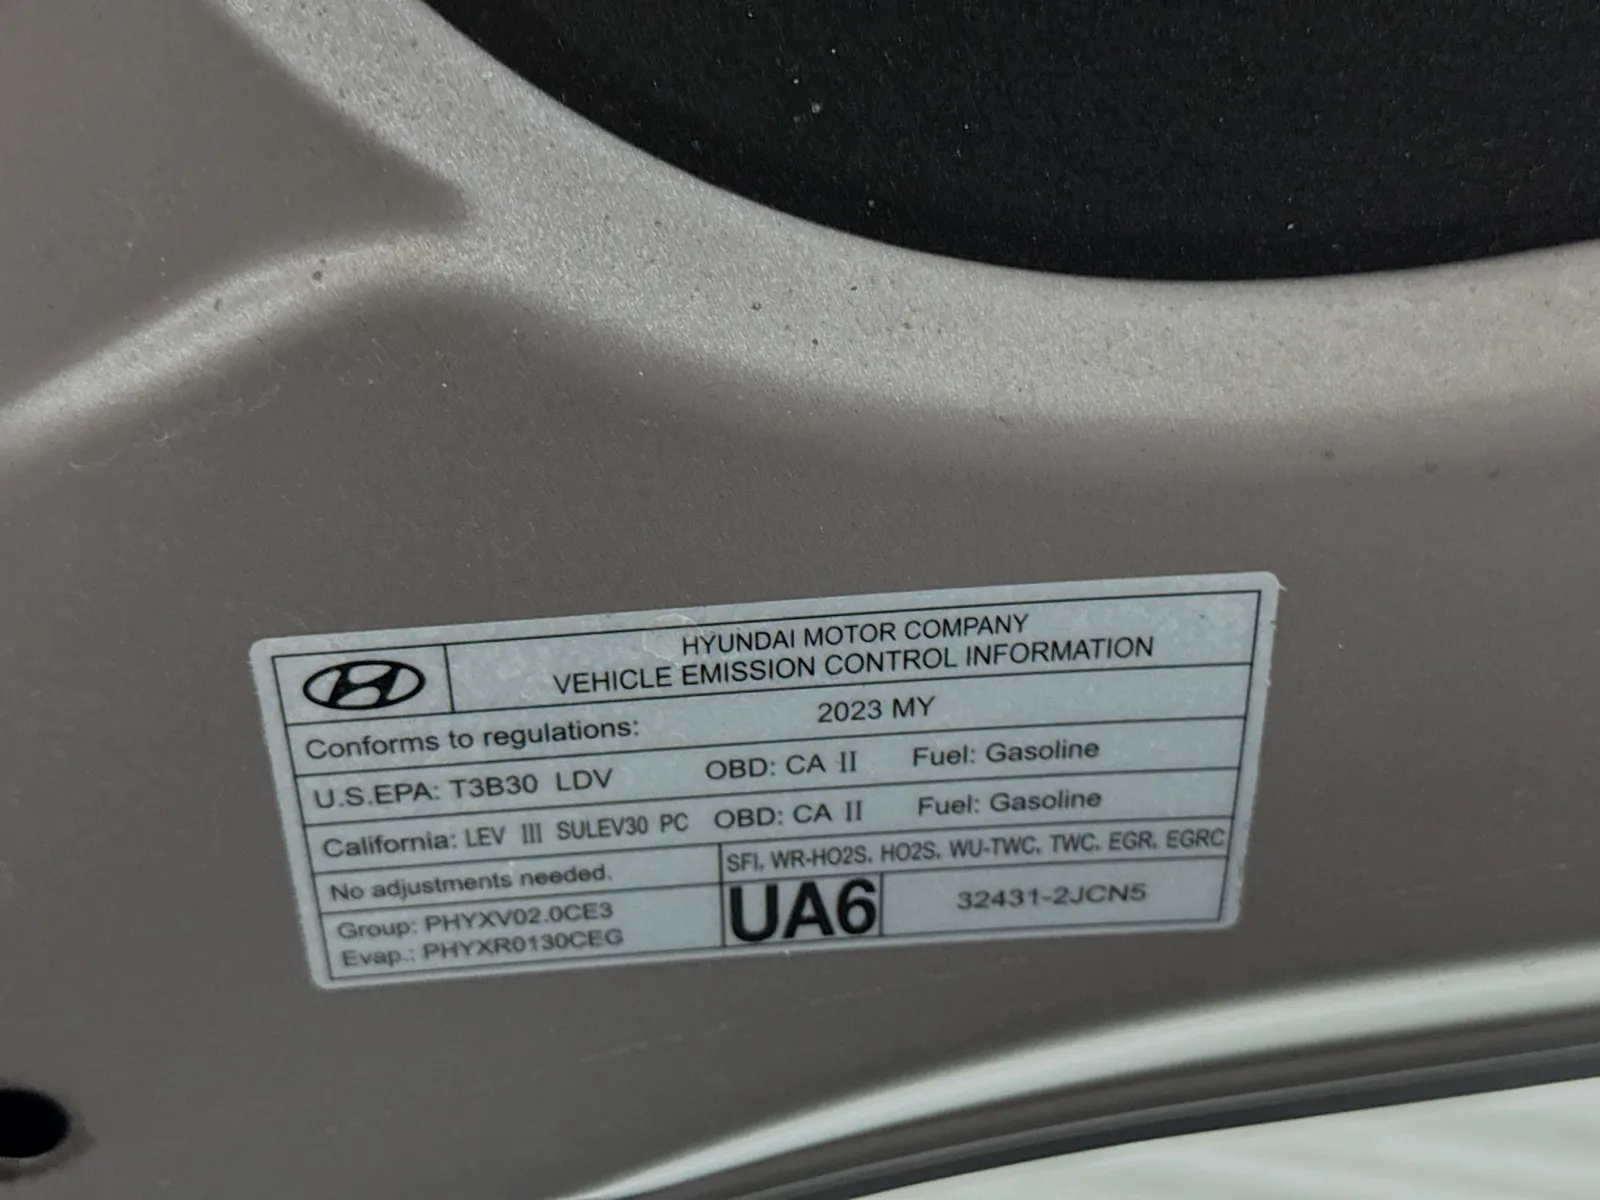 HYUNDAI MOTOR COMPANY
VEHICLE EMISSION CONTROL INFORMATION
Conforms to regulations: 2023 MY
U.S.EPA: T3B30 LDV OBD: CA II Fuel: Gasoline
California: LEV III SULEV30 PC OBD: CA II Fuel: Gasoline
No adjustments needed. SFI, WR-HO2S, HO2S, WU-TWC, TWC, EGR, EGRC
Group: PHYXV02.0CE3
Evap.: PHYXR0130CEG
UA6
32431-2JCN5